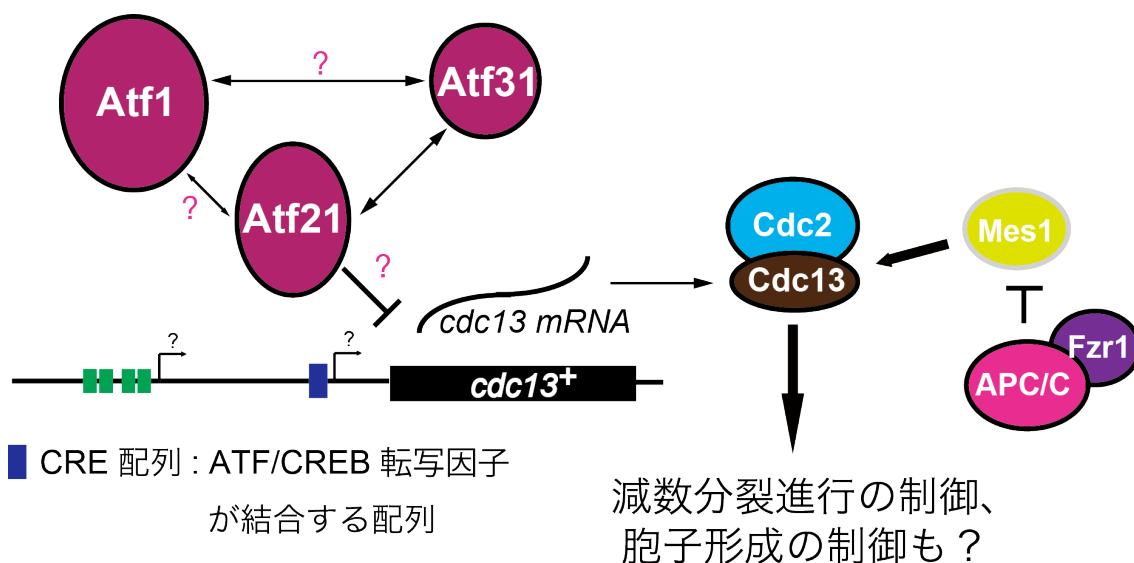 Atf1
?
Atf31
?
Atf21
?
Cdc2
Cdc13
Mes1
Fzr1
APC/C
cdc13 mRNA
?
?
cdc13+
CRE 配列 : ATF/CREB 転写因子
が結合する配列
減数分裂進行の制御、
胞子形成の制御も？